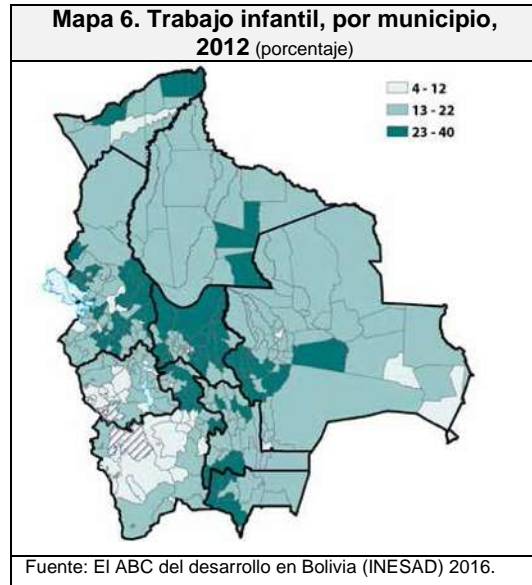 Mapa 6. Trabajo infantil, por municipio,
2012 (porcentaje)
4 - 12
13 - 22
23 - 40
Fuente: El ABC del desarrollo en Bolivia (INESAD) 2016.